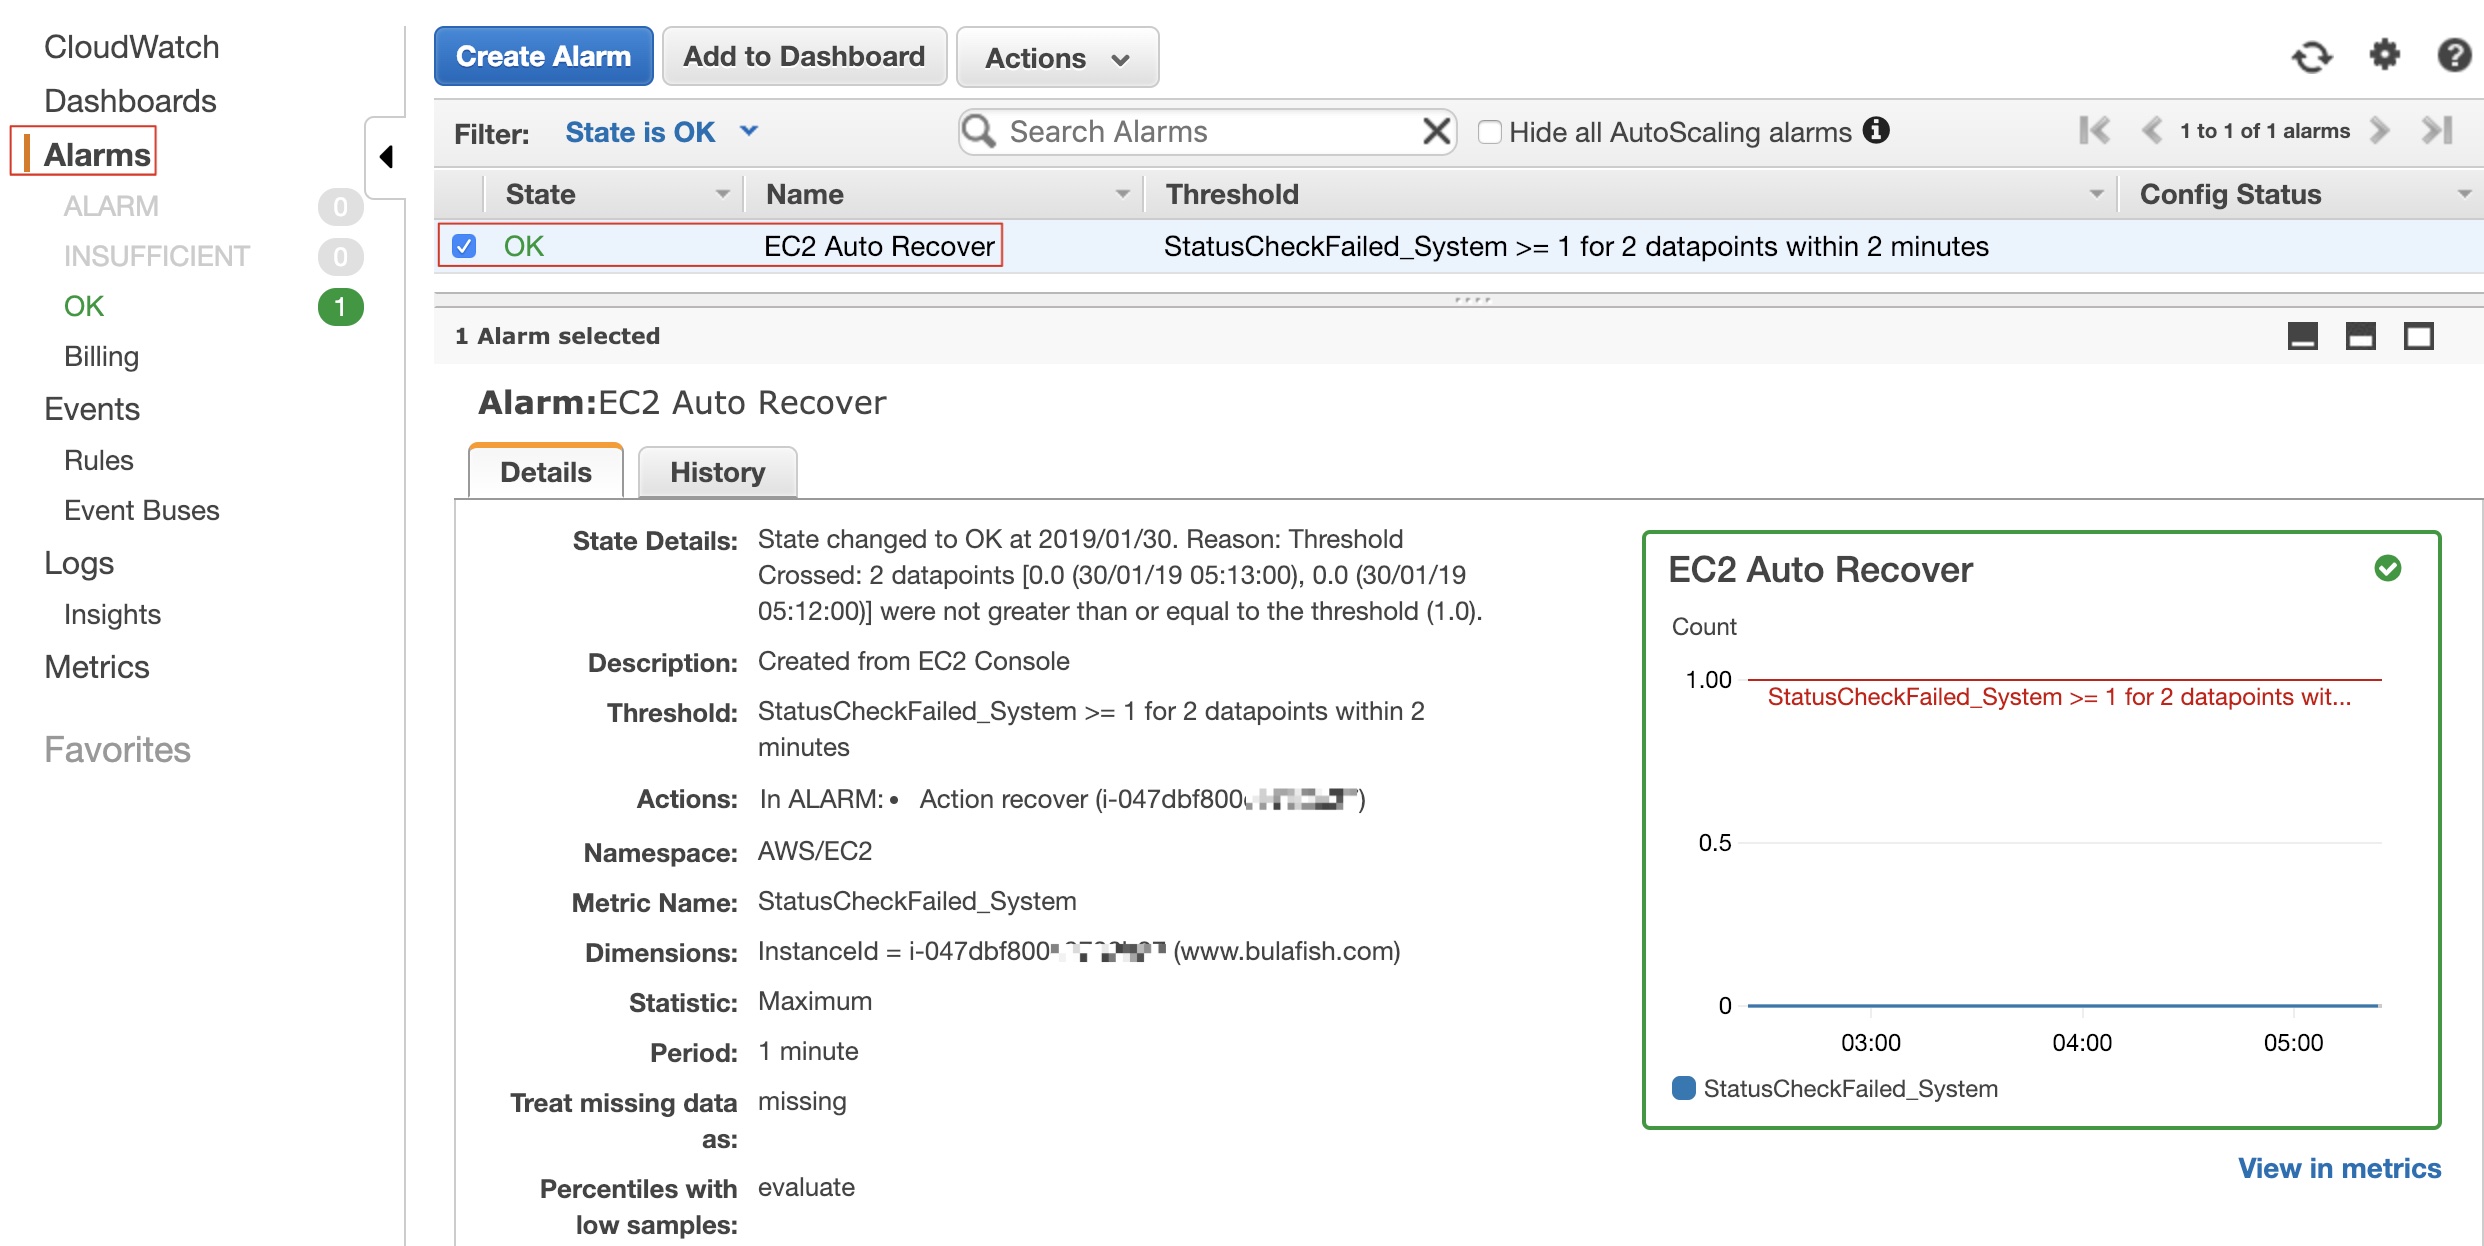 CloudWatch
Dashboards
Alarms
ALARM 0
INSUFFICIENT 0
OK 1
Billing
Events
Rules
Event Buses
Logs
Insights
Metrics
Favorites
Create Alarm Add to Dashboard Actions
Filter: State is OK Search Alarms Hide all AutoScaling alarms 1 to 1 of 1 alarms
State Name Threshold Config Status
OK EC2 Auto Recover StatusCheckFailed_System >= 1 for 2 datapoints within 2 minutes
1 Alarm selected
Alarm:EC2 Auto Recover
Details History
State Details: State changed to OK at 2019/01/30. Reason: Threshold
Crossed: 2 datapoints [0.0 (30/01/19 05:13:00), 0.0 (30/01/19
05:12:00)] were not greater than or equal to the threshold (1.0).
Description: Created from EC2 Console
Threshold: StatusCheckFailed_System >= 1 for 2 datapoints within 2
minutes
Actions: In ALARM: • Action recover (i-047dbf800 )
Namespace: AWS/EC2
Metric Name: StatusCheckFailed_System
Dimensions: InstanceId = i-047dbf800 (www.bulafish.com)
Statistic: Maximum
Period: 1 minute
Treat missing data missing
as:
Percentiles with evaluate
low samples:
EC2 Auto Recover
Count
1.00
StatusCheckFailed_System >= 1 for 2 datapoints wit...
0.5
0
03:00 04:00 05:00
StatusCheckFailed_System
View in metrics